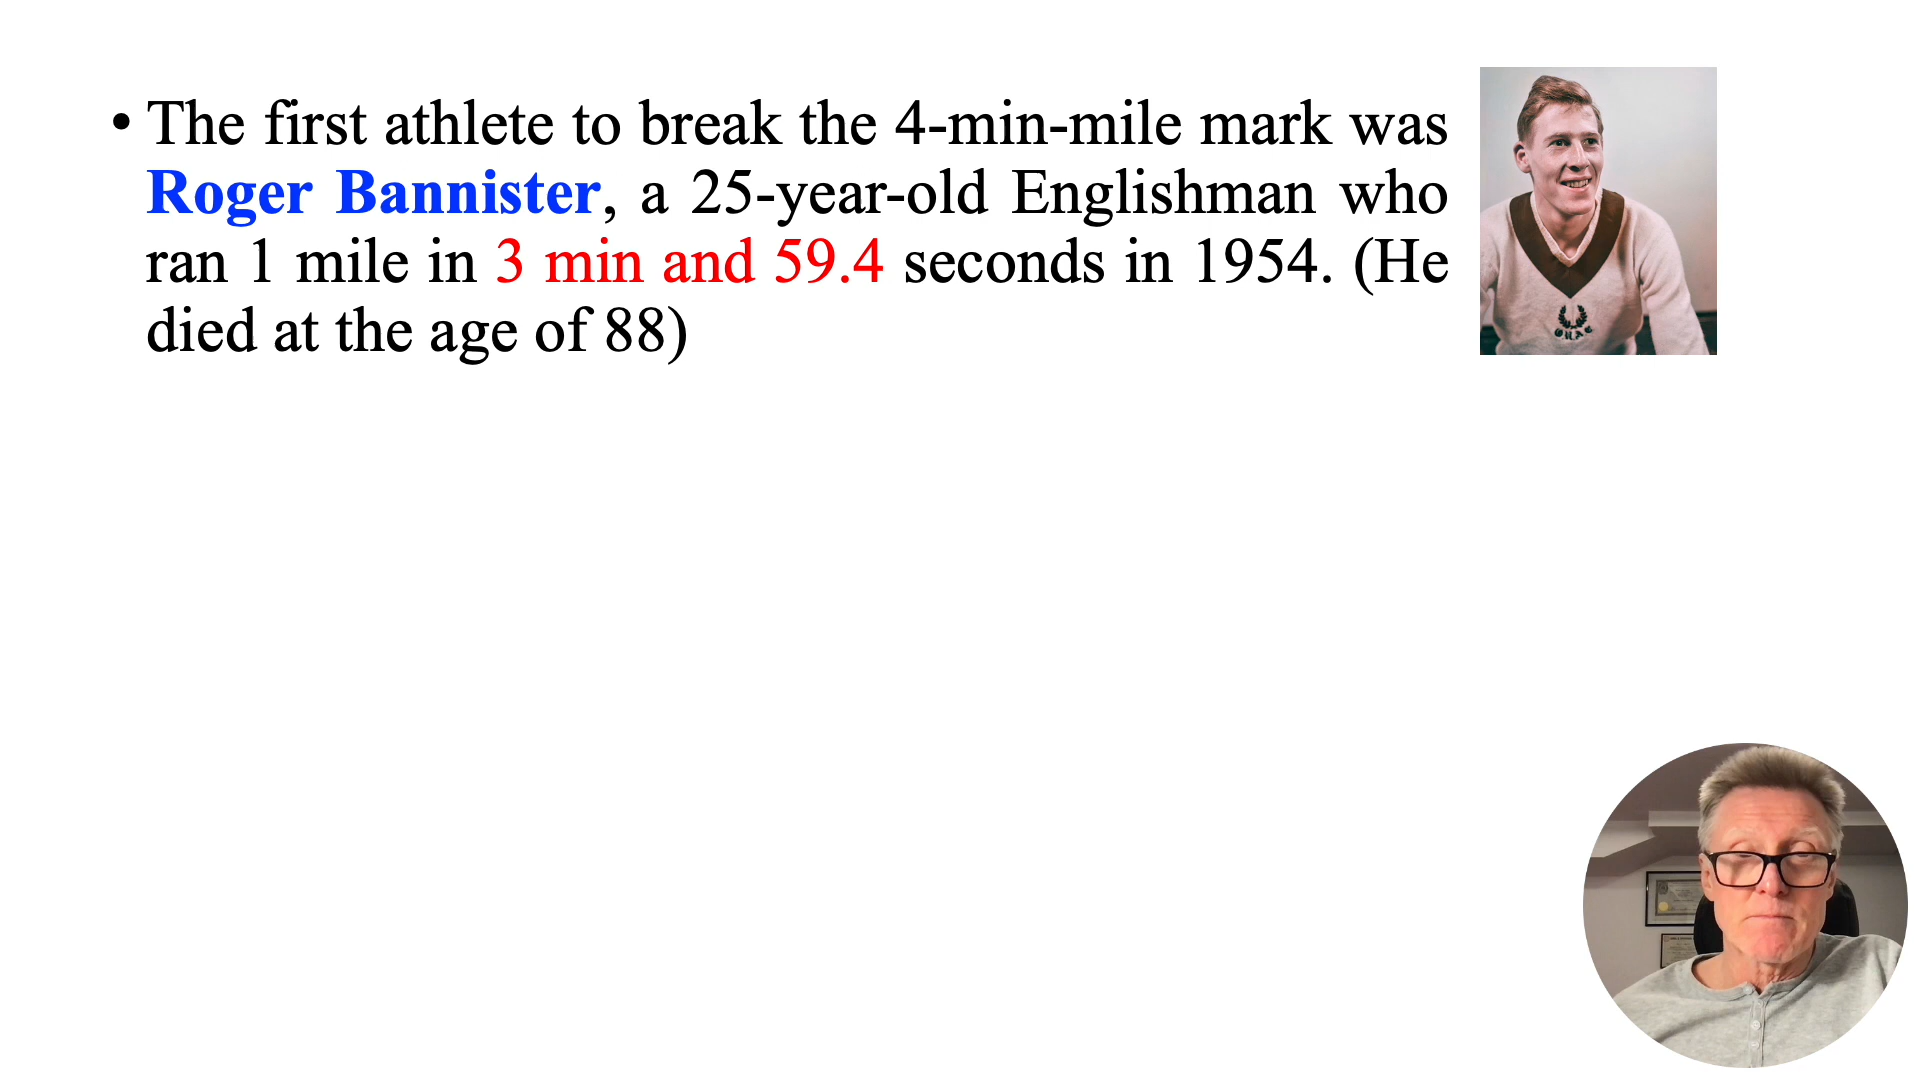 • The first athlete to break the 4-min-mile mark was
Roger Bannister, a 25-year-old Englishman who
ran 1 mile in 3 min and 59.4 seconds in 1954. (He
died at the age of 88)